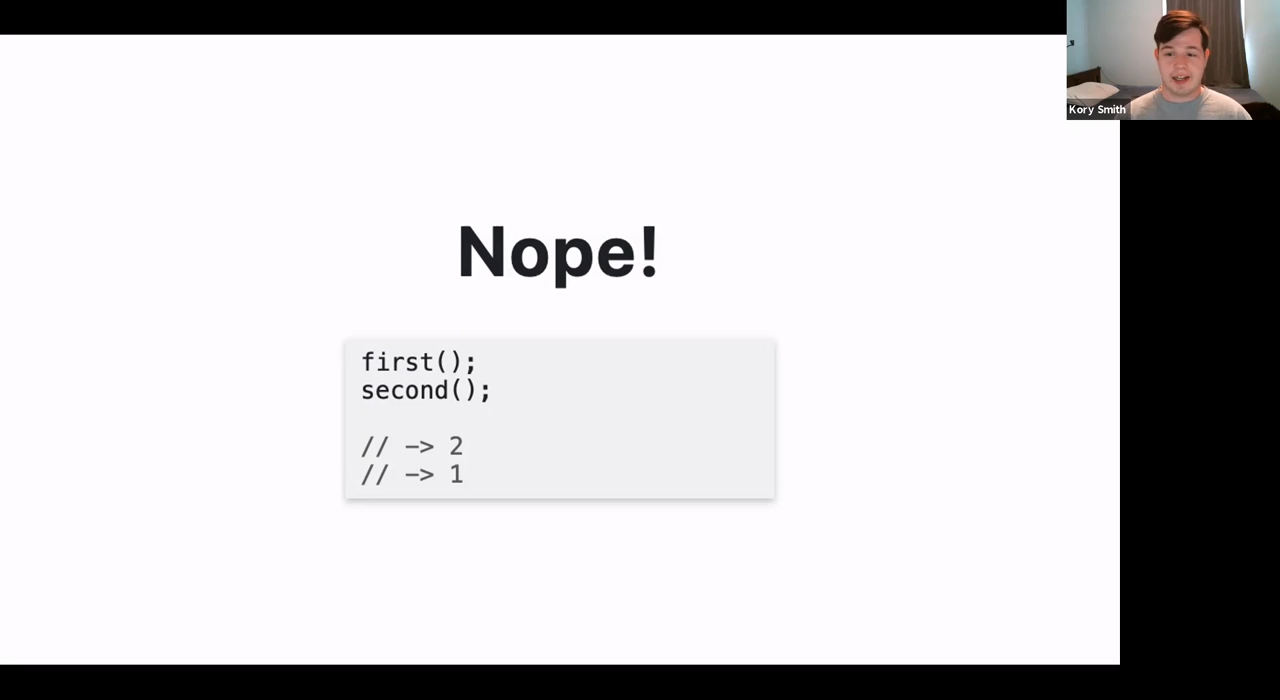 Kory Smith
Nope!
first();
second();
// -> 2
// -> 1